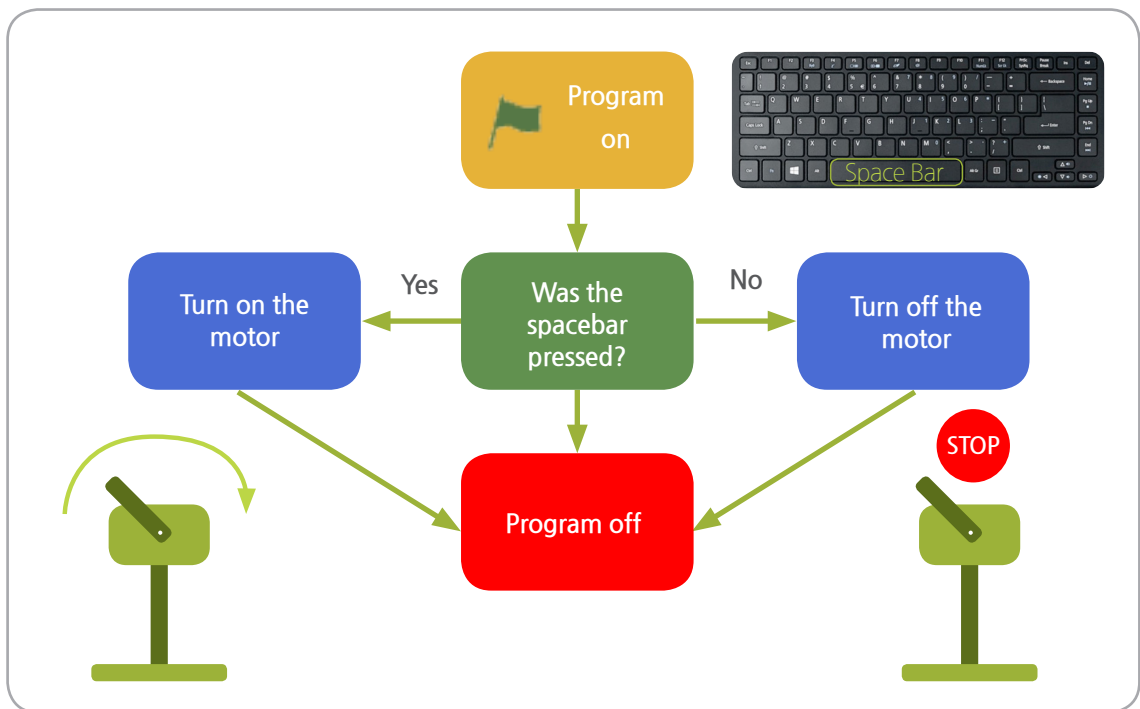 Program
on
Space Bar
Yes
No
Turn on the
motor
Was the
spacebar
pressed?
Turn off the
motor
STOP
Program off